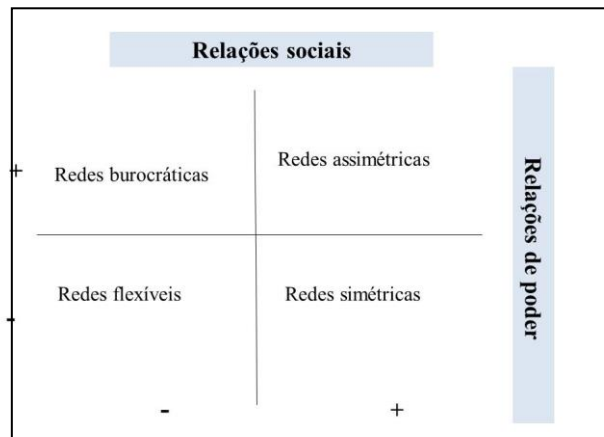 Relações sociais
+
Redes burocráticas
Redes assimétricas
Relações de poder
Redes flexíveis
Redes simétricas
-
-
+